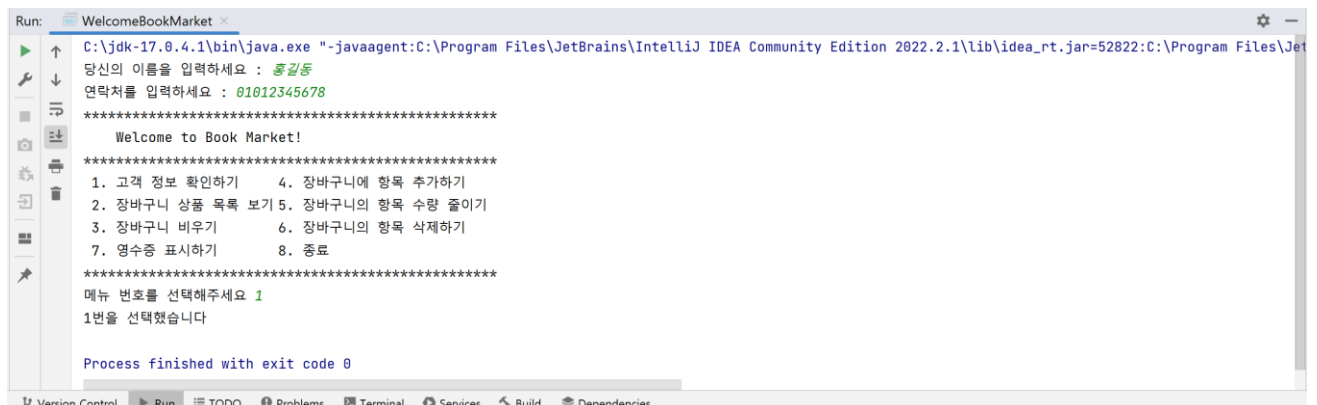 Run: WelcomeBookMarket
C:\jdk-17.0.4.1\bin\java.exe "-javaagent:C:\Program Files\JetBrains\IntelliJ IDEA Community Edition 2022.2.1\lib\idea_rt.jar=52822:C:\Program Files\Jet
당신의 이름을 입력하세요 : 홍길동
연락처를 입력하세요 : 01012345678
***************************************************
Welcome to Book Market!
***************************************************
1. 고객 정보 확인하기 4. 장바구니에 항목 추가하기
2. 장바구니 상품 목록 보기 5. 장바구니의 항목 수량 줄이기
3. 장바구니 비우기 6. 장바구니의 항목 삭제하기
7. 영수증 표시하기 8. 종료
***************************************************
메뉴 번호를 선택해주세요 1
1번을 선택했습니다
Process finished with exit code 0
Version Control Run TODO Problems Terminal Services Build Dependencies